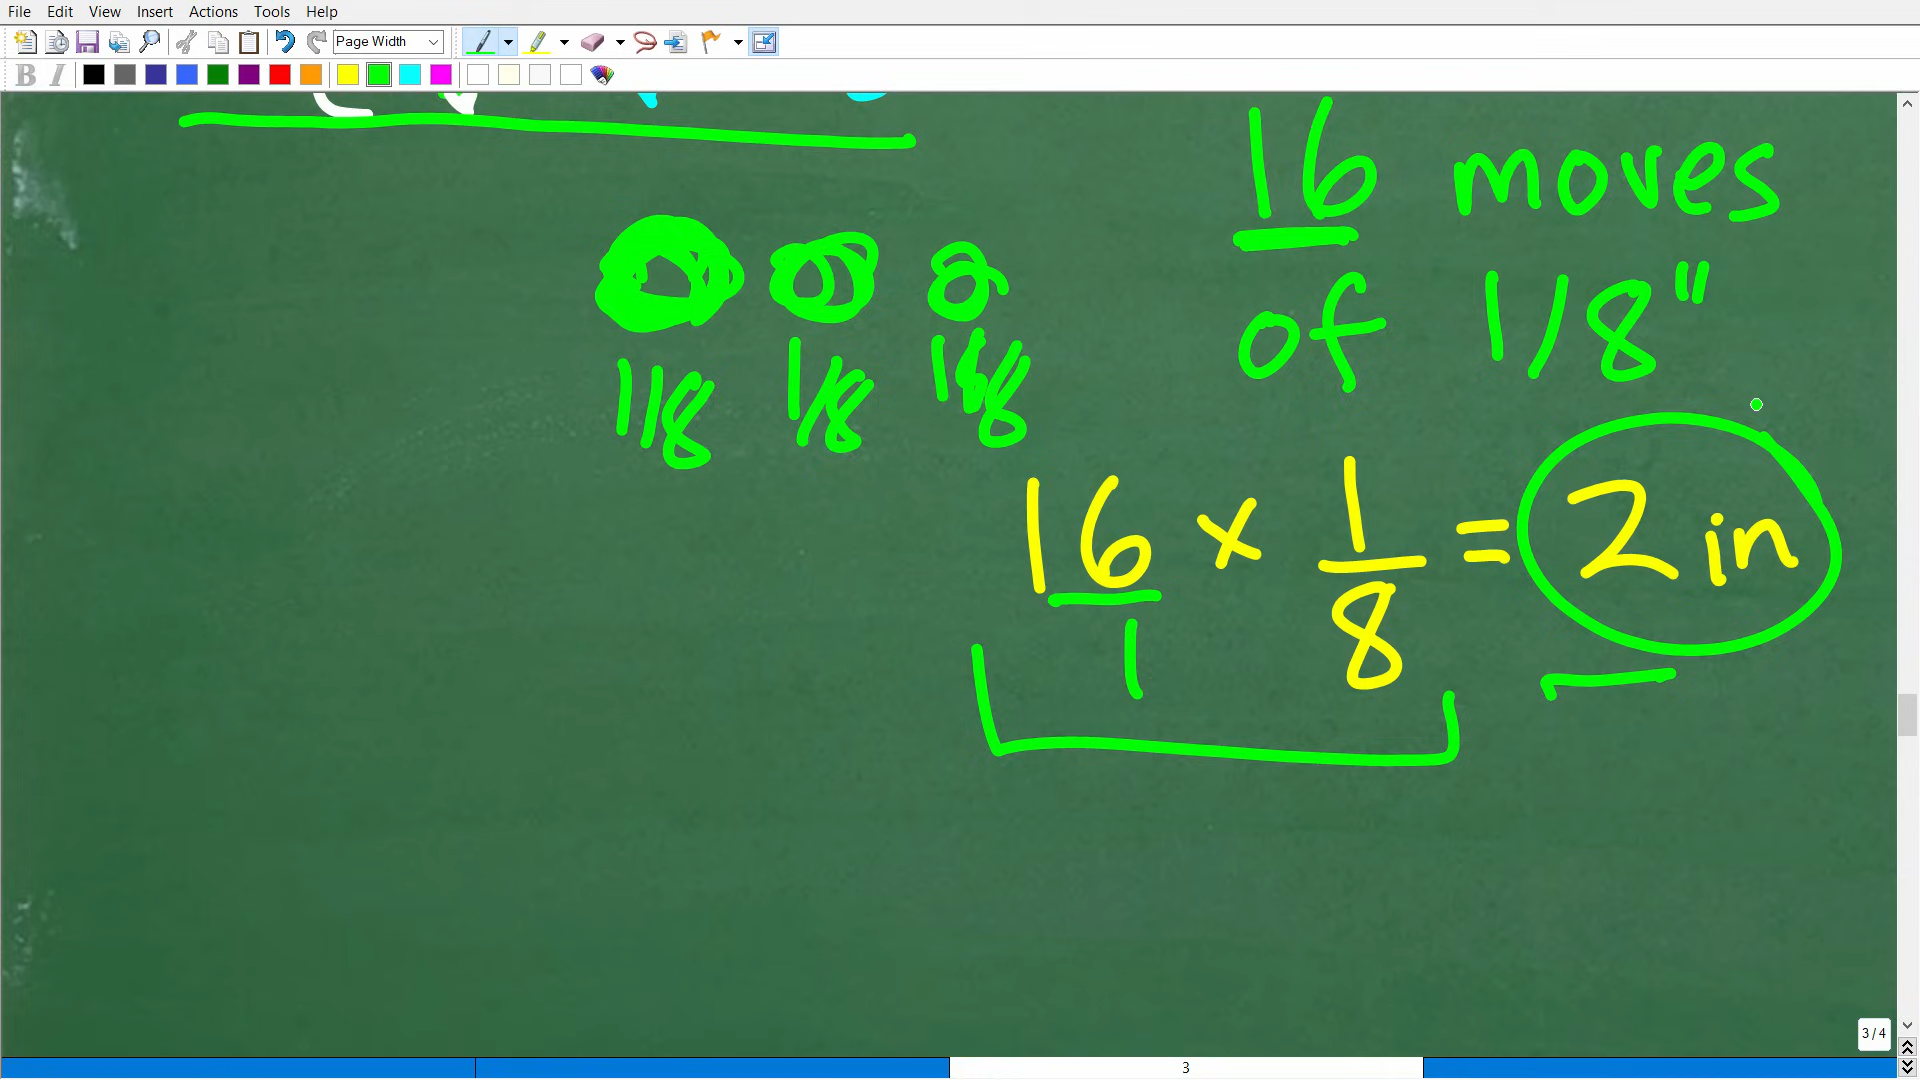 File Edit View Insert Actions Tools Help
Page Width
B I
16 moves
of 1/8"
1/8 1/8 1/8
16/1 × 1/8 = 2 in
3 / 4
3